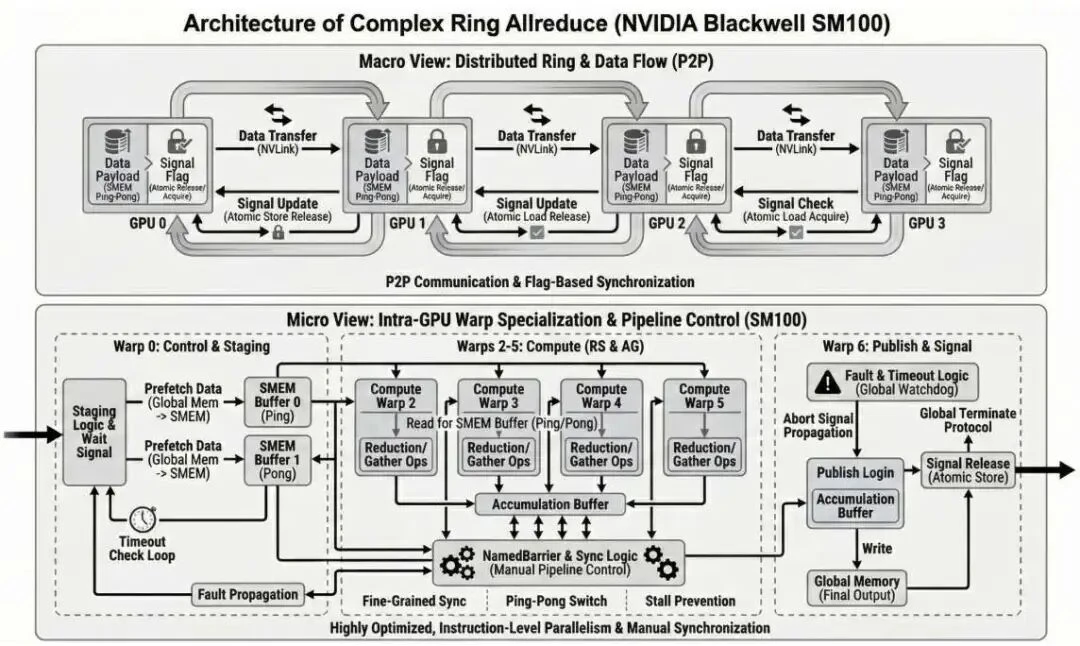 Architecture of Complex Ring Allreduce (NVIDIA Blackwell SM100)
Macro View: Distributed Ring & Data Flow (P2P)
Data
Payload
(SMEM
Ping-Pong)
Signal
Flag
(Atomic Release/
Acquire)
GPU 0
Data Transfer
(NVLink)
Signal Update
(Atomic Store Release)
Data
Payload
(SMEM
Ping-Pong)
Signal
Flag
(Atomic Release/
Acquire)
GPU 1
Data Transfer
(NVLink)
Signal Update
(Atomic Load Release)
Data
Payload
(SMEM
Ping-Pong)
Signal
Flag
(Atomic Release/
Acquire)
GPU 2
Data Transfer
(NVLink)
Signal Check
(Atomic Load Acquire)
Data
Payload
(SMEM
Ping-Pong)
Signal
Flag
(Atomic Release/
Acquire)
GPU 3
P2P Communication & Flag-Based Synchronization
Micro View: Intra-GPU Warp Specialization & Pipeline Control (SM100)
Warp 0: Control & Staging
Staging
Logic &
Wait
Signal
Prefetch Data
(Global Mem
-> SMEM)
SMEM
Buffer 0
(Ping)
Prefetch Data
(Global Mem
-> SMEM)
SMEM
Buffer 1
(Pong)
Timeout
Check Loop
Fault Propagation
Warps 2-5: Compute (RS & AG)
Compute
Warp 2
Compute
Warp 3
Compute
Warp 4
Compute
Warp 5
Read for SMEM Buffer (Ping/Pong)
Reduction/
Gather Ops
Reduction/
Gather Ops
Reduction/
Gather Ops
Reduction/
Gather Ops
Accumulation Buffer
NamedBarrier & Sync Logic
(Manual Pipeline Control)
Fine-Grained Sync
Ping-Pong Switch
Stall Prevention
Warp 6: Publish & Signal
Fault & Timeout Logic
(Global Watchdog)
Abort Signal
Propagation
Global Terminate
Protocol
Publish Login
Accumulation
Buffer
Signal Release
(Atomic Store)
Write
Global Memory
(Final Output)
Highly Optimized, Instruction-Level Parallelism & Manual Synchronization